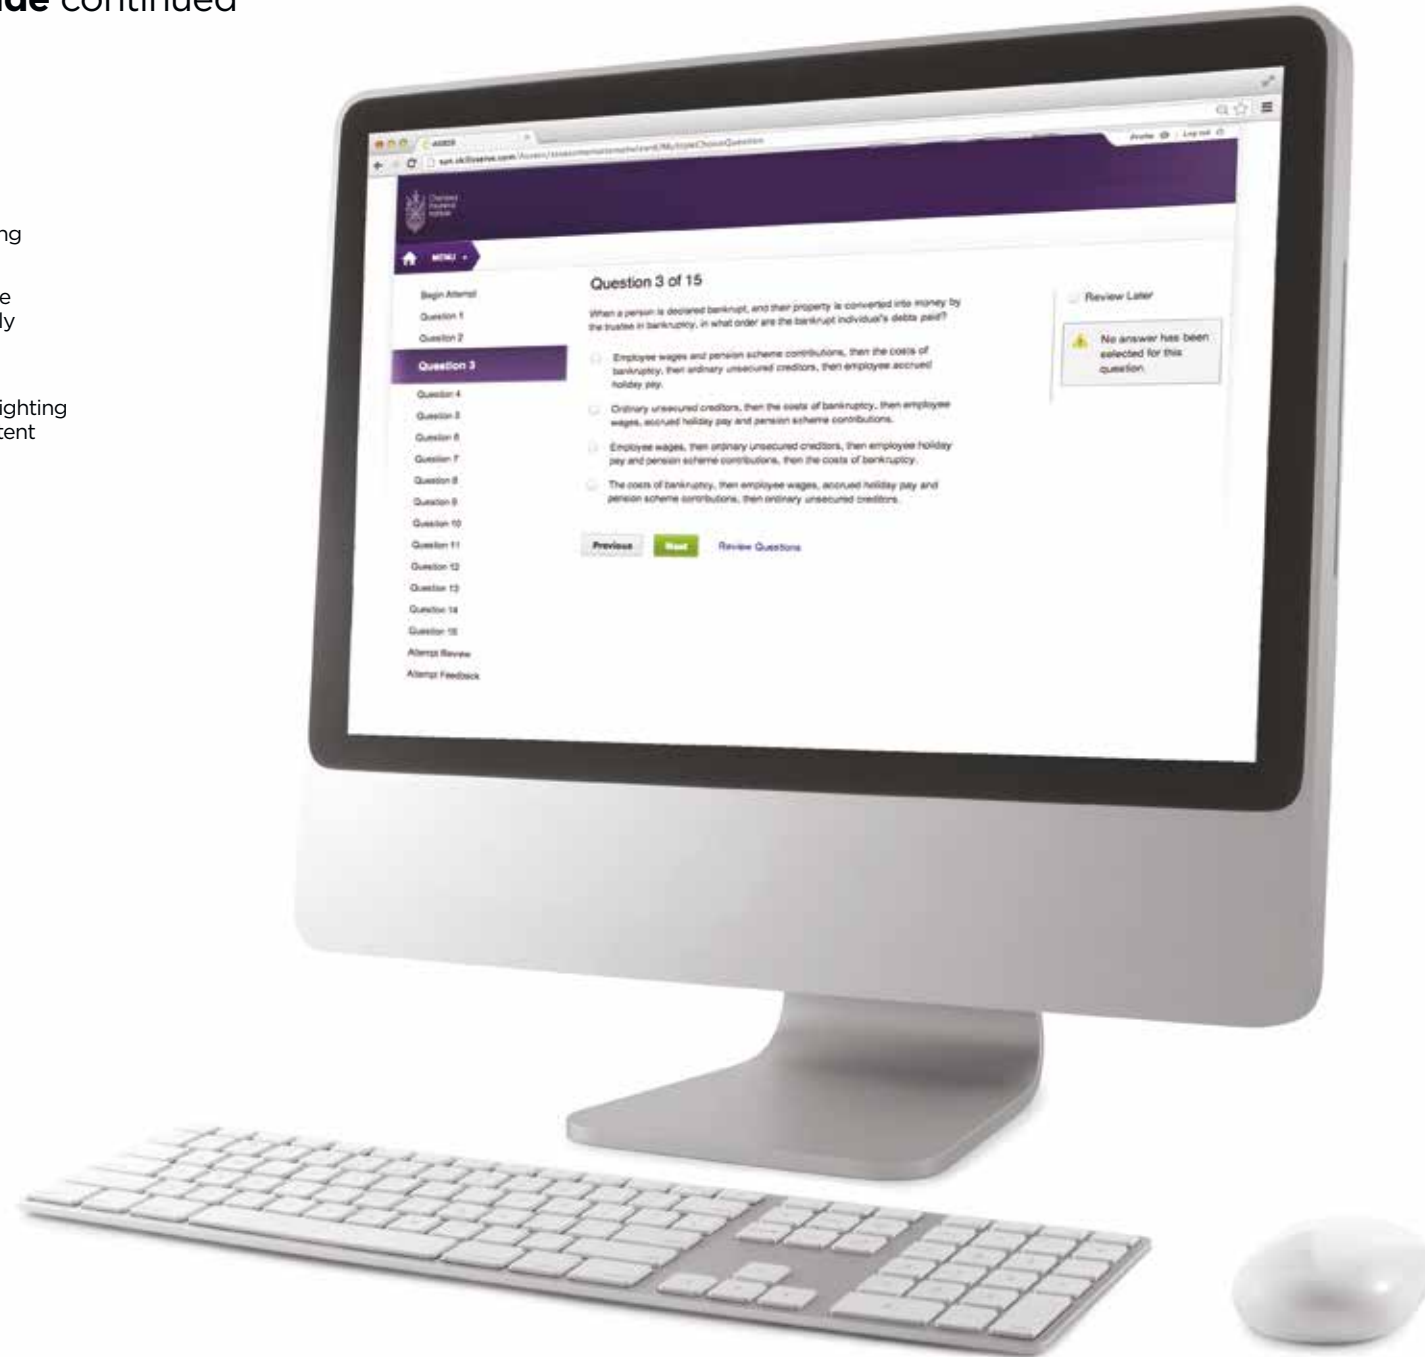 ide continued
ng
e
ly
ighting
tent
Profile
Log out
Chartered
Insurance
Institute
MENU
Begin Attempt
Question 1
Question 2
Question 3
Question 4
Question 5
Question 6
Question 7
Question 8
Question 9
Question 10
Question 11
Question 12
Question 13
Question 14
Question 15
Attempt Review
Attempt Feedback
Question 3 of 15
When a person is declared bankrupt, and their property is converted into money by
the trustee in bankruptcy, in what order are the bankrupt individual's debts paid?
Employee wages and pension scheme contributions, then the costs of
bankruptcy, then ordinary unsecured creditors, then employee accrued
holiday pay.
Ordinary unsecured creditors, then the costs of bankruptcy, then employee
wages, accrued holiday pay and pension scheme contributions.
Employee wages, then ordinary unsecured creditors, then employee holiday
pay and pension scheme contributions, then the costs of bankruptcy.
The costs of bankruptcy, then employee wages, accrued holiday pay and
pension scheme contributions, then ordinary unsecured creditors.
Previous
Next
Review Questions
Review Later
No answer has been
selected for this
question.